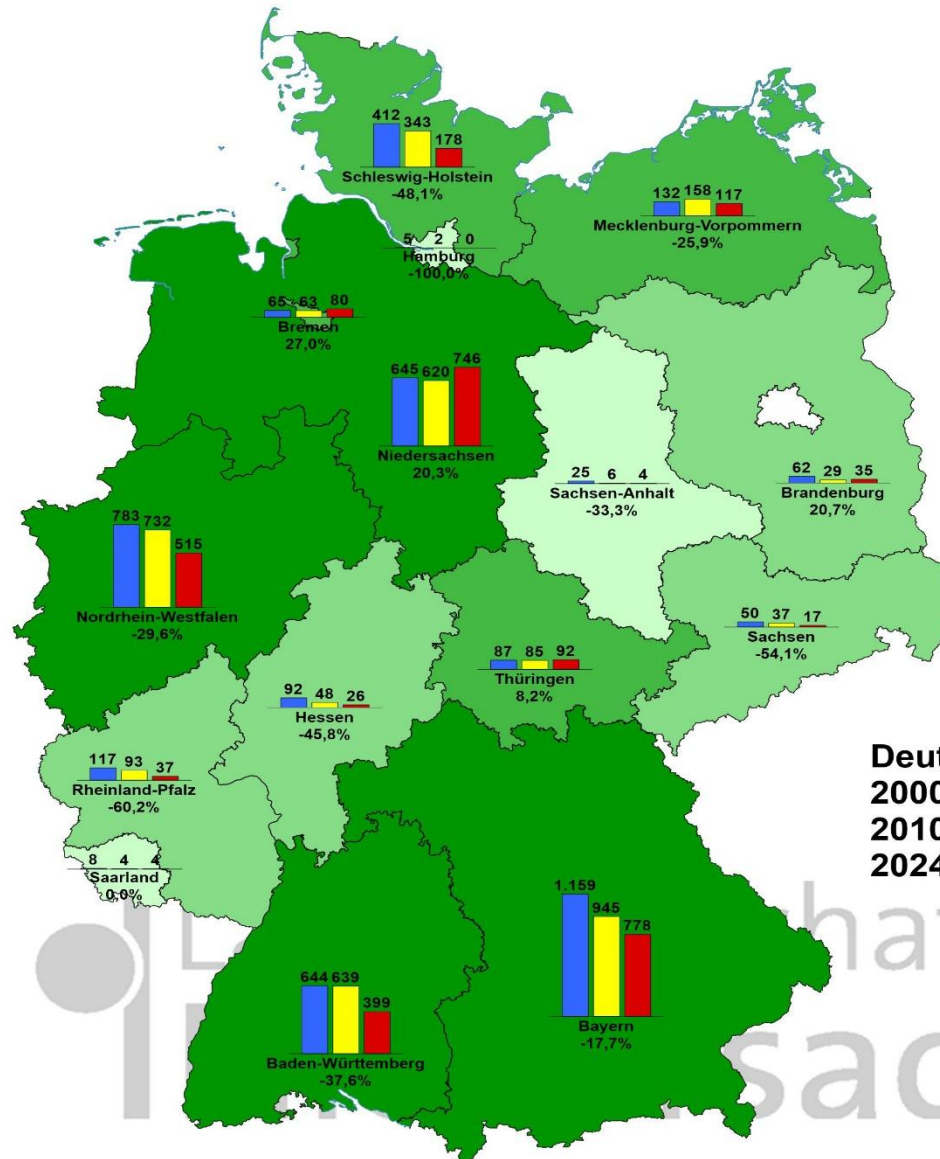 412 343 178
Schleswig-Holstein
-48,1%
132 158 117
Mecklenburg-Vorpommern
-25,9%
5 2 0
Hamburg
-100,0%
65 63 80
Bremen
27,0%
645 620 746
Niedersachsen
20,3%
25 6 4
Sachsen-Anhalt
-33,3%
62 29 35
Brandenburg
20,7%
783 732 515
Nordrhein-Westfalen
-29,6%
50 37 17
Sachsen
-54,1%
87 85 92
Thüringen
8,2%
92 48 26
Hessen
-45,8%
117 93 37
Rheinland-Pfalz
-60,2%
8 4 4
Saarland
0,0%
Deut
2000
2010
2024
1.159 945 778
Bayern
-17,7%
644 639 399
Baden-Württemberg
-37,6%